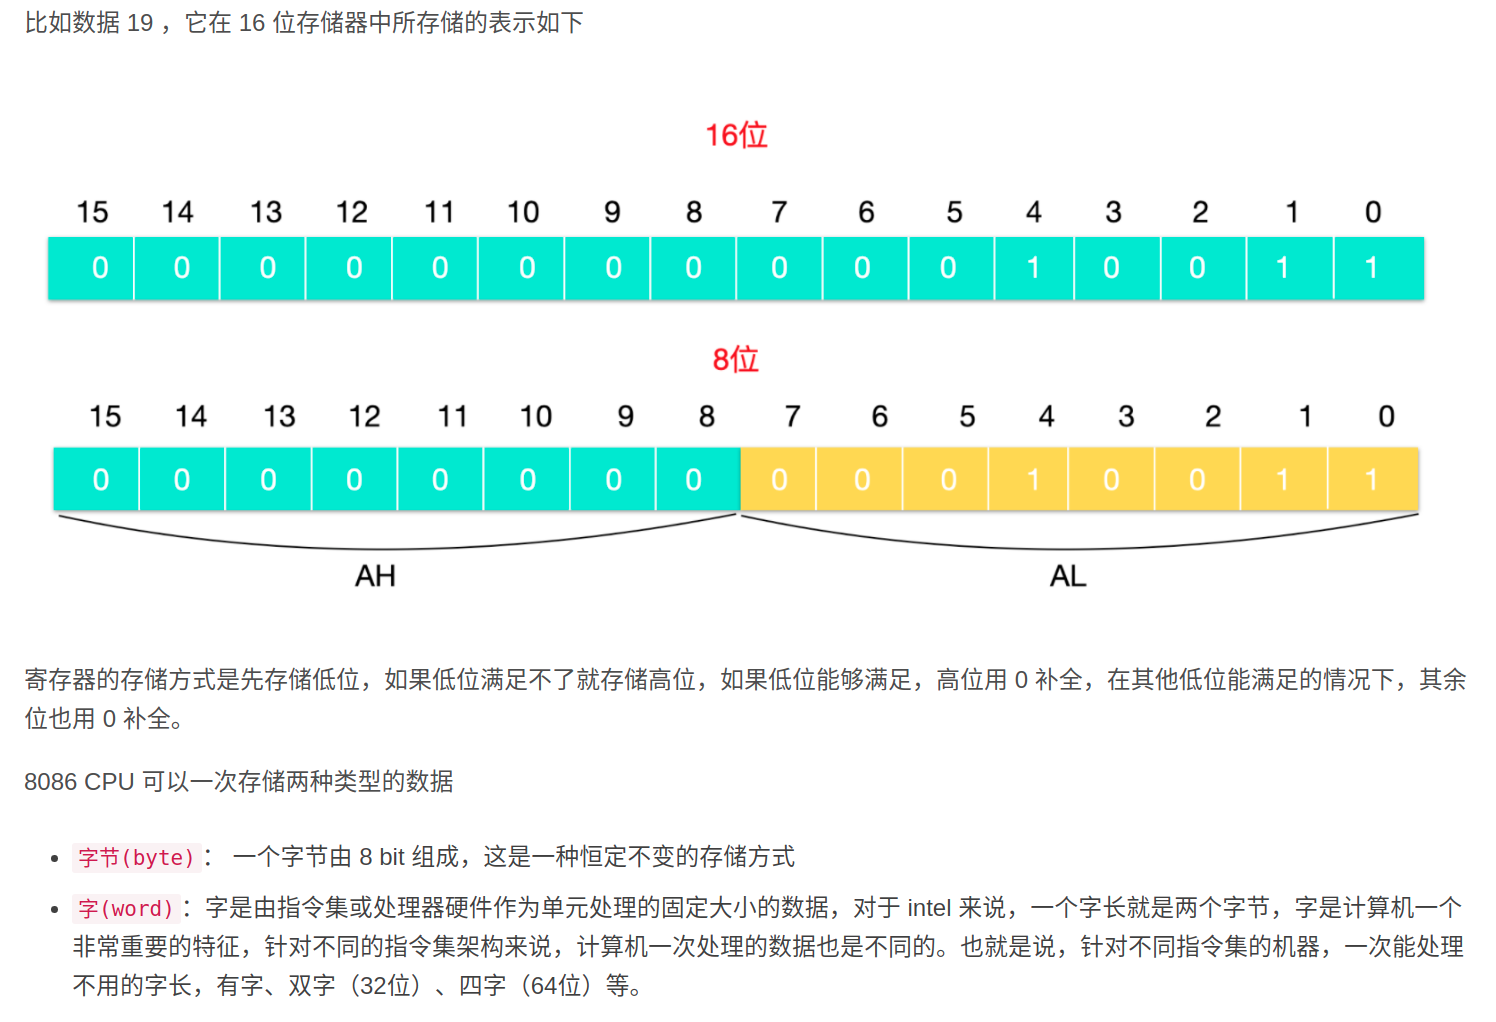 比如数据 19 ，它在 16 位存储器中所存储的表示如下
16位
15 14 13 12 11 10 9 8 7 6 5 4 3 2 1 0
0 0 0 0 0 0 0 0 0 0 0 1 0 0 1 1
8位
15 14 13 12 11 10 9 8 7 6 5 4 3 2 1 0
0 0 0 0 0 0 0 0 0 0 0 1 0 0 1 1
AH AL
寄存器的存储方式是先存储低位，如果低位满足不了就存储高位，如果低位能够满足，高位用 0 补全，在其他低位能满足的情况下，其余
位也用 0 补全。
8086 CPU 可以一次存储两种类型的数据
• 字节(byte)： 一个字节由 8 bit 组成，这是一种恒定不变的存储方式
• 字(word)：字是由指令集或处理器硬件作为单元处理的固定大小的数据，对于 intel 来说，一个字长就是两个字节，字是计算机一个
非常重要的特征，针对不同的指令集架构来说，计算机一次处理的数据也是不同的。也就是说，针对不同指令集的机器，一次能处理
不用的字长，有字、双字（32位）、四字（64位）等。